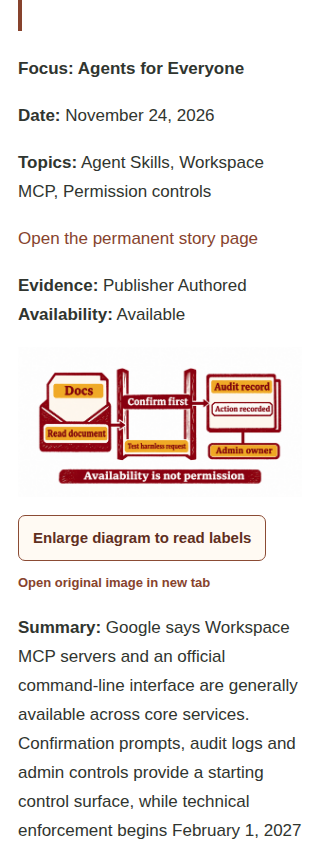 Focus: Agents for Everyone
Date: November 24, 2026
Topics: Agent Skills, Workspace
MCP, Permission controls
Open the permanent story page
Evidence: Publisher Authored
Availability: Available
Docs
Read document
Confirm first
Test harmless request
Audit record
Action recorded
Admin owner
Availability is not permission
Enlarge diagram to read labels
Open original image in new tab
Summary: Google says Workspace
MCP servers and an official
command-line interface are generally
available across core services.
Confirmation prompts, audit logs and
admin controls provide a starting
control surface, while technical
enforcement begins February 1, 2027